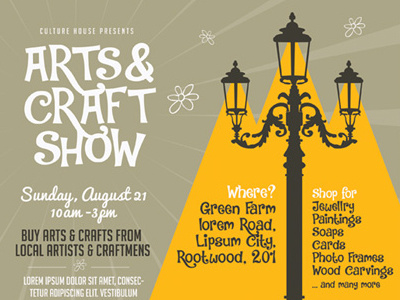 CULTURE HOUSE PRESENTS
ARTS &
CRAFT
SHOW
Sunday, August 21
10 am - 3pm
BUY ARTS & CRAFTS FROM
LOCAL ARTISTS & CRAFTMENS
LOREM IPSUM DOLOR SIT AMET, CONSEC-
TETUR ADIPISCING ELIT. VESTIBULUM
Where?
Green Farm
lorem Road,
Lipsum City,
Rootwood, 201
Shop for
Jewellry
Paintings
Soaps
Cards
Photo Frames
Wood Carvings
... and many more